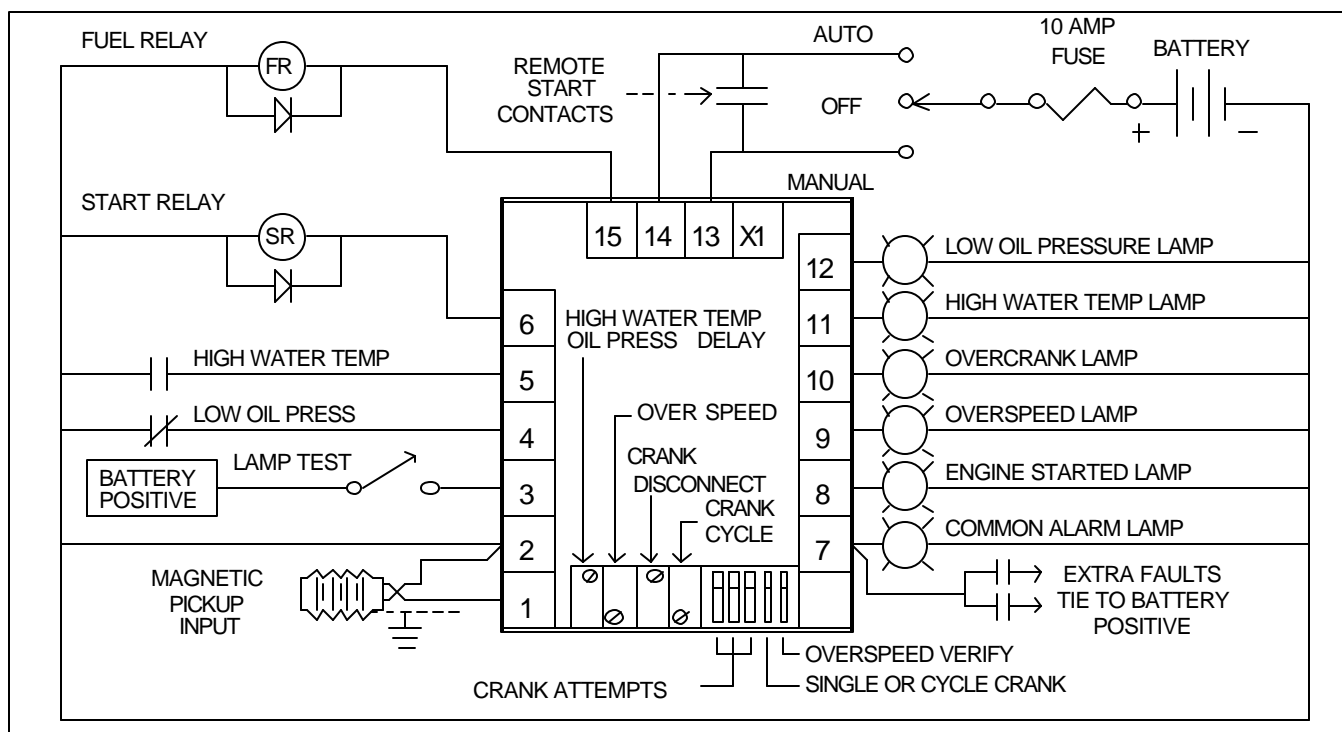 FUEL RELAY
FR
REMOTE
START
CONTACTS
AUTO
OFF
MANUAL
10 AMP
FUSE
BATTERY
+
−
START RELAY
SR
15 14 13 X1
6
5
4
3
2
1
12
11
10
9
8
7
HIGH WATER TEMP
LOW OIL PRESS
BATTERY
POSITIVE
LAMP TEST
MAGNETIC
PICKUP
INPUT
HIGH WATER TEMP
OIL PRESS DELAY
OVER SPEED
CRANK
DISCONNECT
CRANK
CYCLE
LOW OIL PRESSURE LAMP
HIGH WATER TEMP LAMP
OVERCRANK LAMP
OVERSPEED LAMP
ENGINE STARTED LAMP
COMMON ALARM LAMP
EXTRA FAULTS
TIE TO BATTERY
POSITIVE
OVERSPEED VERIFY
SINGLE OR CYCLE CRANK
CRANK ATTEMPTS